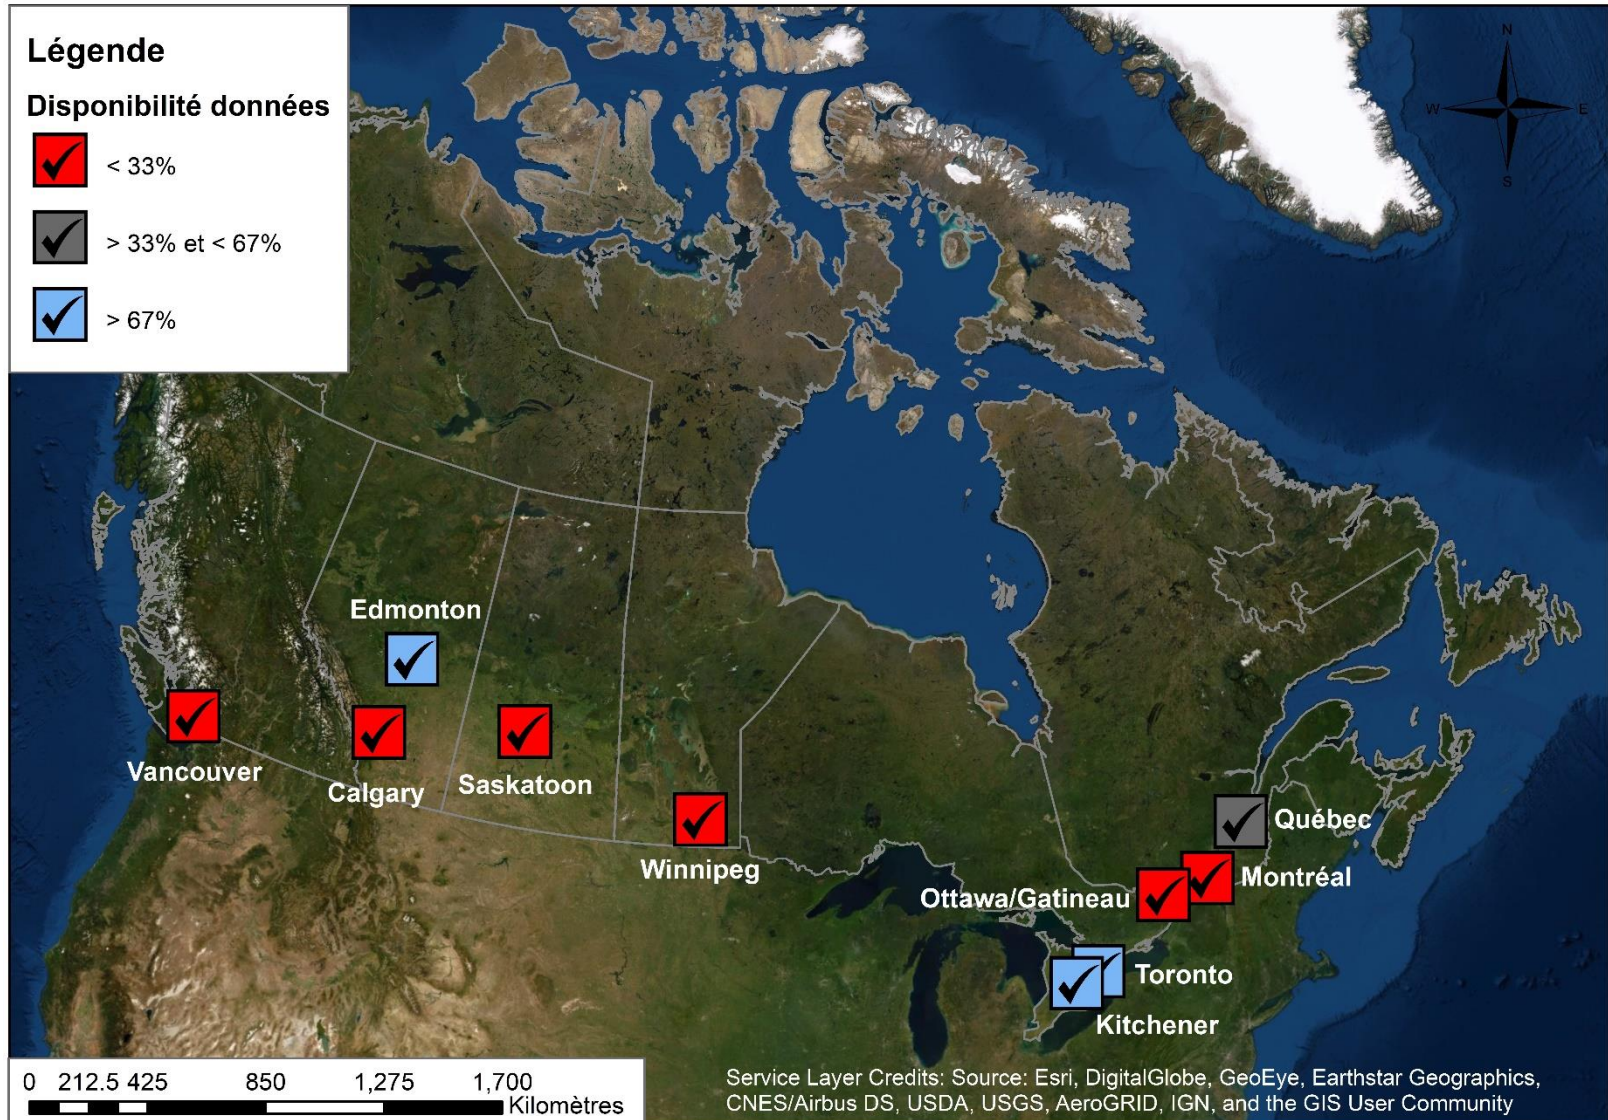 Légende
Disponibilité données
< 33%
> 33% et < 67%
> 67%
N
W
E
S
Edmonton
Vancouver
Calgary
Saskatoon
Winnipeg
Québec
Montréal
Ottawa/Gatineau
Toronto
Kitchener
0 212.5 425 850 1,275 1,700
Kilomètres
Service Layer Credits: Source: Esri, DigitalGlobe, GeoEye, Earthstar Geographics,
CNES/Airbus DS, USDA, USGS, AeroGRID, IGN, and the GIS User Community